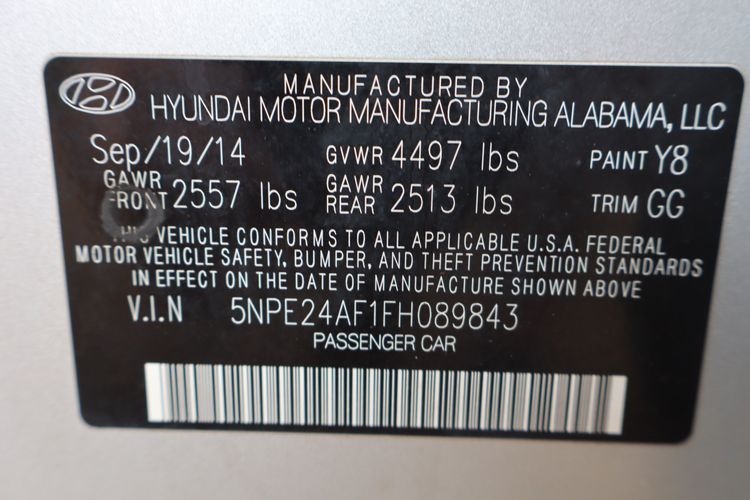 MANUFACTURED BY
HYUNDAI MOTOR MANUFACTURING ALABAMA, LLC
Sep/19/14 GVWR 4497 lbs PAINT Y8
GAWR FRONT 2557 lbs GAWR REAR 2513 lbs TRIM GG
THIS VEHICLE CONFORMS TO ALL APPLICABLE U.S.A. FEDERAL
MOTOR VEHICLE SAFETY, BUMPER, AND THEFT PREVENTION STANDARDS
IN EFFECT ON THE DATE OF MANUFACTURE SHOWN ABOVE
V.I.N 5NPE24AF1FH089843
PASSENGER CAR